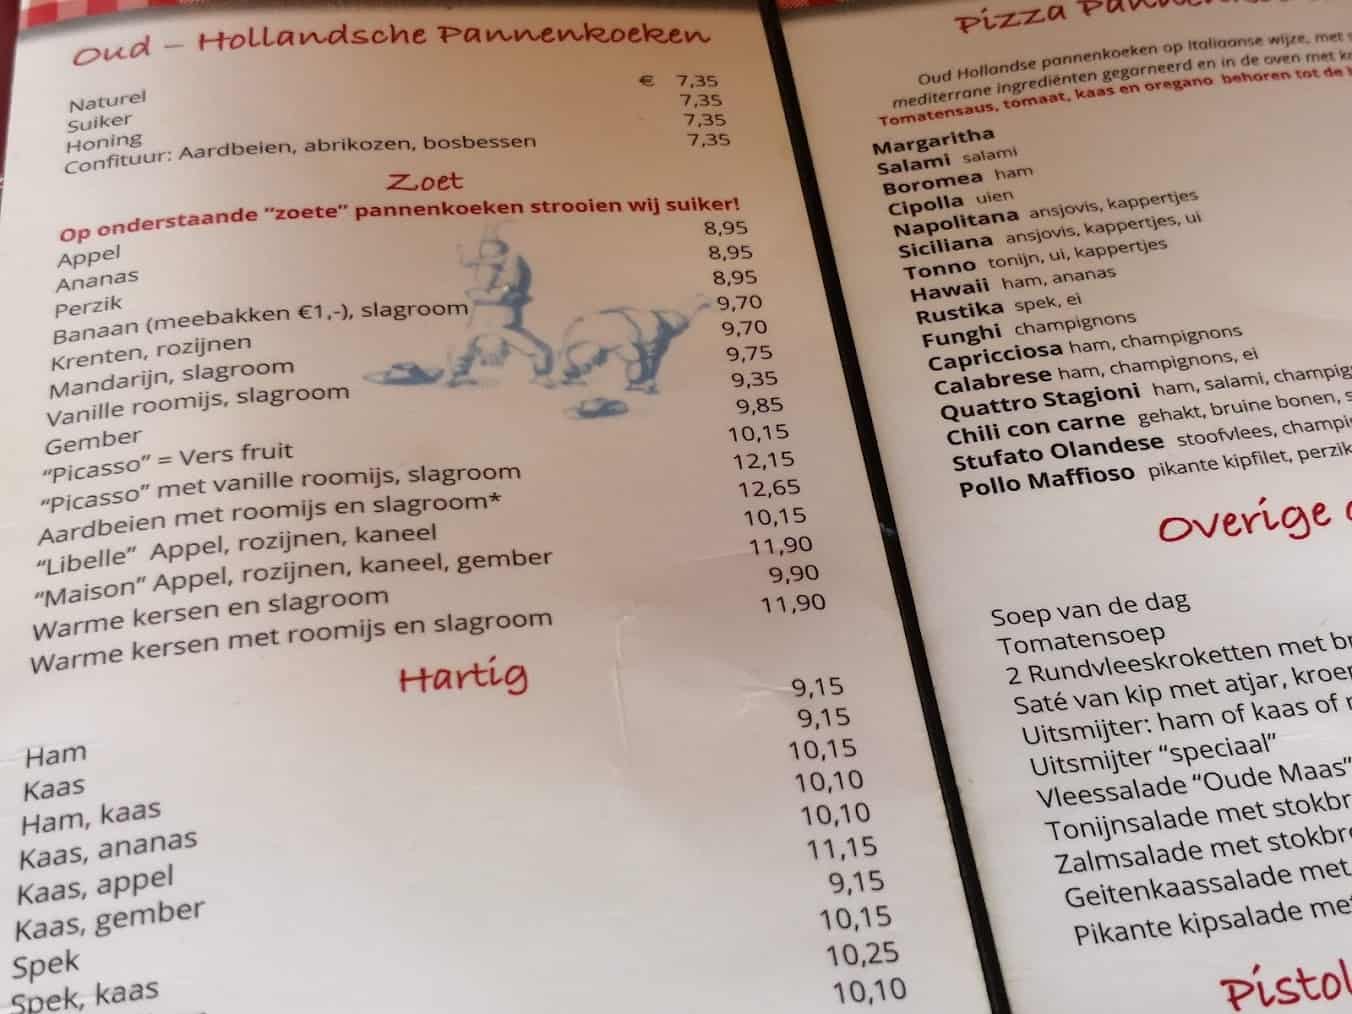 Oud – Hollandsche Pannenkoeken
Naturel € 7,35
Suiker 7,35
Honing 7,35
Confituur: Aardbeien, abrikozen, bosbessen 7,35
Zoet
Op onderstaande "zoete" pannenkoeken strooien wij suiker!
Appel 8,95
Ananas 8,95
Perzik 8,95
Banaan (meebakken €1,-), slagroom 9,70
Krenten, rozijnen 9,70
Mandarijn, slagroom 9,75
Vanille roomijs, slagroom 9,35
Gember 9,85
"Picasso" = Vers fruit 10,15
"Picasso" met vanille roomijs, slagroom 12,15
Aardbeien met roomijs en slagroom* 12,65
"Libelle" Appel, rozijnen, kaneel 10,15
"Maison" Appel, rozijnen, kaneel, gember 11,90
Warme kersen en slagroom 9,90
Warme kersen met roomijs en slagroom 11,90
Hartig
Ham 9,15
Kaas 9,15
Ham, kaas 10,15
Kaas, ananas 10,10
Kaas, appel 10,10
Kaas, gember 11,15
Spek 9,15
Spek, kaas 10,15
10,25
10,10
Pizza
Oud Hollandse pannenkoeken op Italiaanse wijze, met
mediterrane ingrediënten gegarneerd en in de oven met
Tomatensaus, tomaat, kaas en oregano behoren tot de
Margaritha
Salami salami
Boromea ham
Cipolla uien
Napolitana ansjovis, kappertjes
Siciliana ansjovis, kappertjes, ui
Tonno tonijn, ui, kappertjes
Hawaii ham, ananas
Rustika spek, ei
Funghi champignons
Capricciosa ham, champignons
Calabrese ham, champignons, ei
Quattro Stagioni ham, salami, champig
Chili con carne gehakt, bruine bonen, s
Stufato Olandese stoofvlees, champi
Pollo Maffioso pikante kipfilet, perzik
Overige
Soep van de dag
Tomatensoep
2 Rundvleeskroketten met br
Saté van kip met atjar, kroe
Uitsmijter: ham of kaas of
Uitsmijter "speciaal"
Vleessalade "Oude Maas"
Tonijnsalade met stokbr
Zalmsalade met stokbr
Geitenkaassalade met
Pikante kipsalade me
Pistol